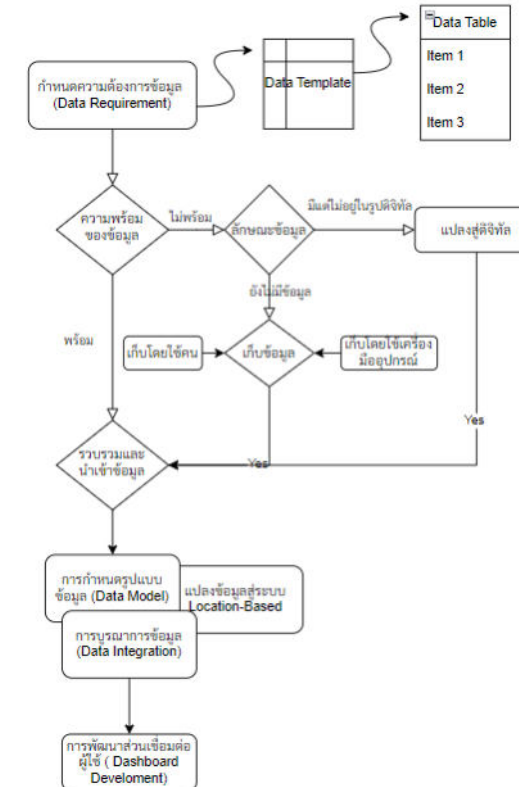 กำหนดความต้องการข้อมูล
(Data Requirement)
Data Template
Data Table
Item 1
Item 2
Item 3
ความพร้อม
ของข้อมูล
ไม่พร้อม
ลักษณะข้อมูล
มีแต่ไม่อยู่ในรูปดิจิทัล
แปลงสู่ดิจิทัล
ยังไม่มีข้อมูล
พร้อม
เก็บโดยใช้คน
เก็บข้อมูล
เก็บโดยใช้เครื่อง
มืออุปกรณ์
Yes
รวบรวมและ
นำเข้าข้อมูล
Yes
การกำหนดรูปแบบ
ข้อมูล (Data Model)
แปลงข้อมูลสู่ระบบ
Location-Based
การบูรณาการข้อมูล
(Data Integration)
การพัฒนาส่วนเชื่อมต่อ
ผู้ใช้ ( Dashboard
Develoment)